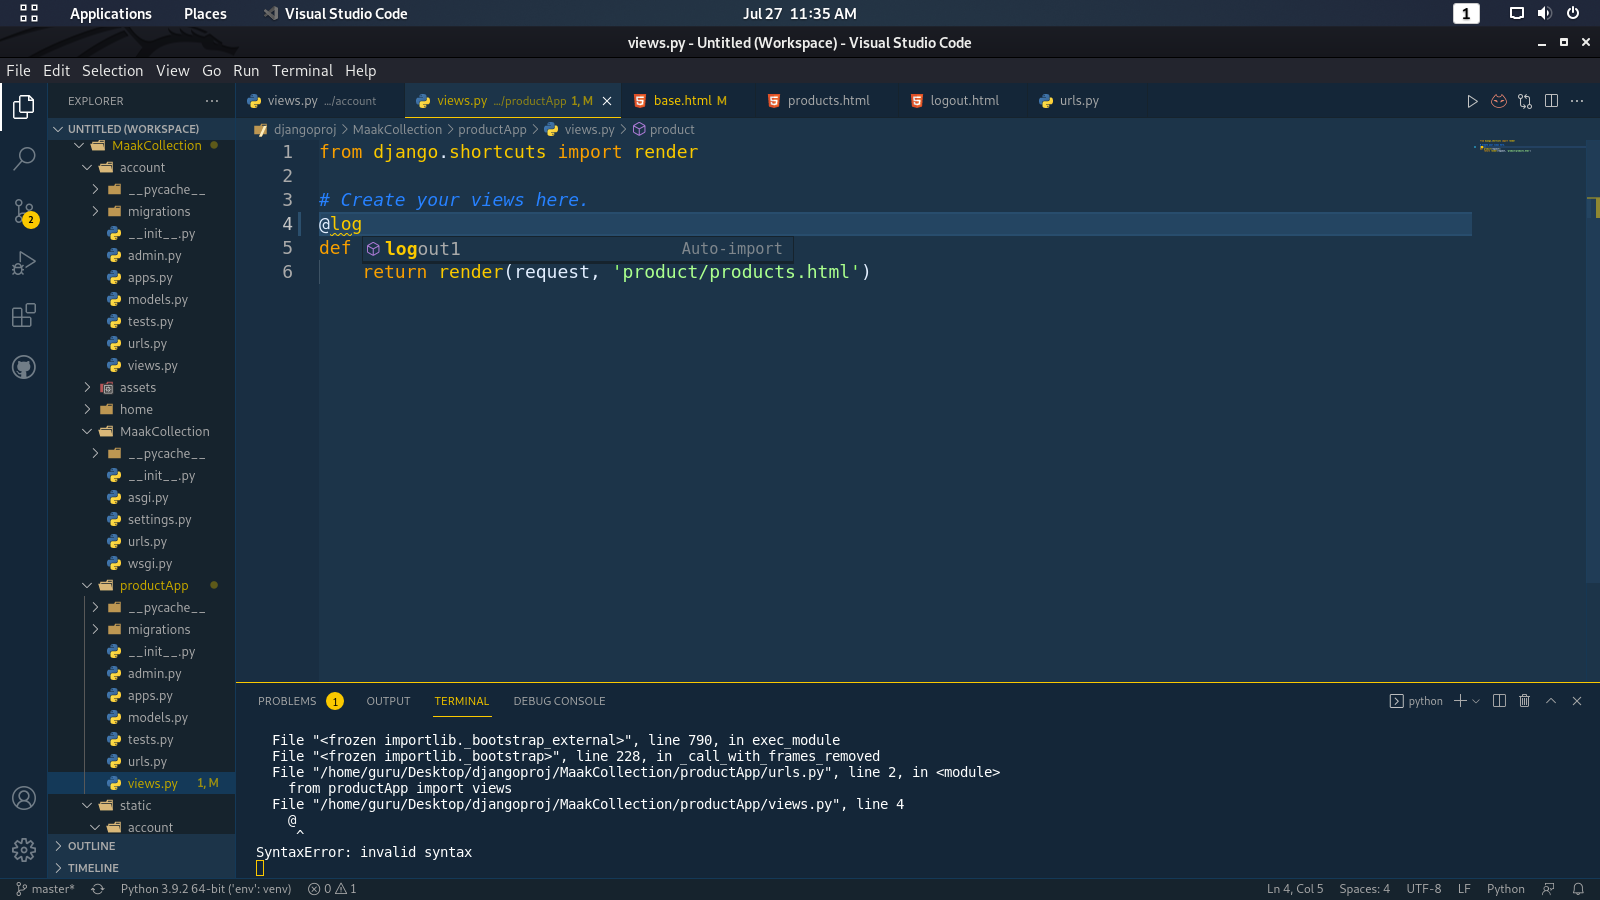 Applications Places Visual Studio Code Jul 27 11:35 AM 1
views.py - Untitled (Workspace) - Visual Studio Code
File Edit Selection View Go Run Terminal Help
EXPLORER
UNTITLED (WORKSPACE)
MaakCollection
account
__pycache__
migrations
__init__.py
admin.py
apps.py
models.py
tests.py
urls.py
views.py
assets
home
MaakCollection
__pycache__
__init__.py
asgi.py
settings.py
urls.py
wsgi.py
productApp
__pycache__
migrations
__init__.py
admin.py
apps.py
models.py
tests.py
urls.py
views.py 1, M
static
account
OUTLINE
TIMELINE
2
views.py .../account views.py .../productApp 1, M base.html M products.html logout.html urls.py
djangoproj MaakCollection productApp views.py product
1 from django.shortcuts import render
2
3 # Create your views here.
4 @log
5 def logout1 Auto-import
6 return render(request, 'product/products.html')
PROBLEMS 1 OUTPUT TERMINAL DEBUG CONSOLE python
File "<frozen importlib._bootstrap_external>", line 790, in exec_module
File "<frozen importlib._bootstrap>", line 228, in _call_with_frames_removed
File "/home/guru/Desktop/djangoproj/MaakCollection/productApp/urls.py", line 2, in <module>
from productApp import views
File "/home/guru/Desktop/djangoproj/MaakCollection/productApp/views.py", line 4
@
^
SyntaxError: invalid syntax
master* Python 3.9.2 64-bit ('env': venv) 0 1 Ln 4, Col 5 Spaces: 4 UTF-8 LF Python